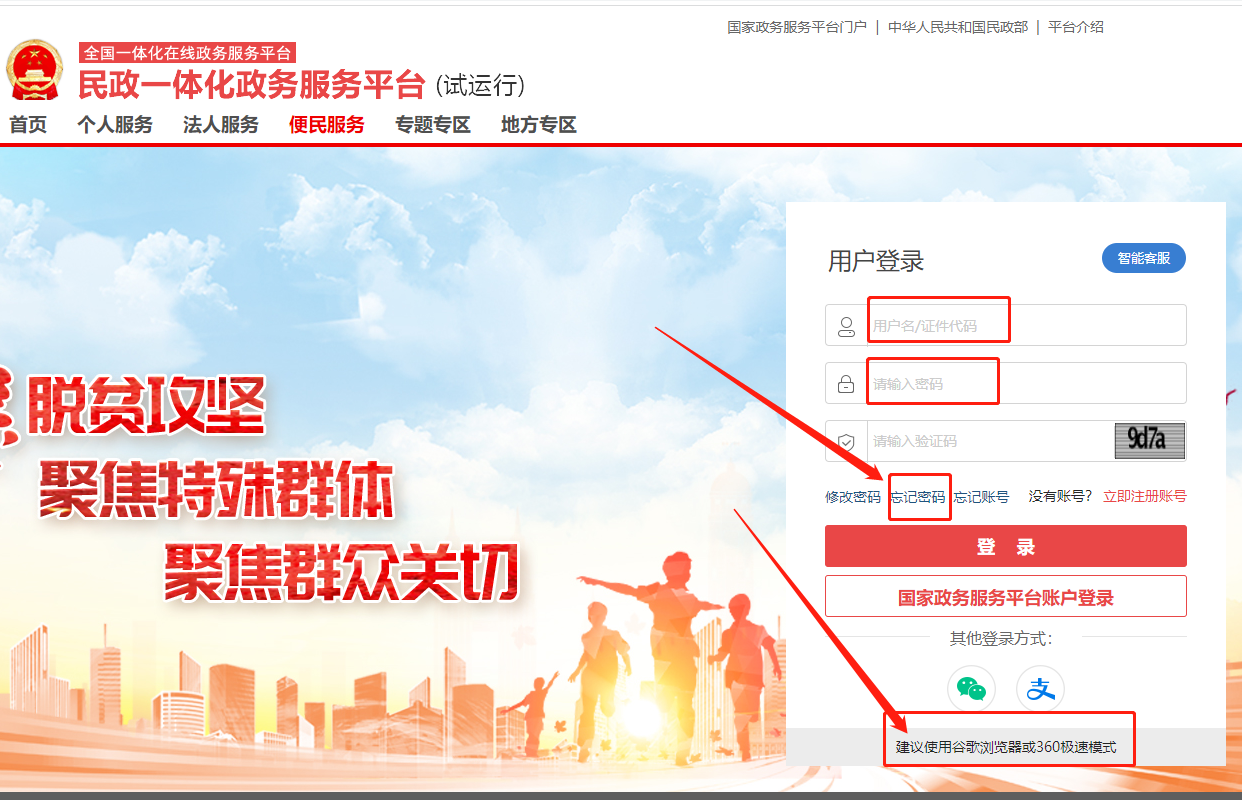 国家政务服务平台门户 | 中华人民共和国民政部 | 平台介绍
全国一体化在线政务服务平台
民政一体化政务服务平台 (试运行)
首页 个人服务 法人服务 便民服务 专题专区 地方专区
用户登录 智能客服
用户名/证件代码
请输入密码
请输入验证码 9d7a
修改密码 忘记密码 忘记账号 没有账号? 立即注册账号
登 录
国家政务服务平台账户登录
其他登录方式:
支
建议使用谷歌浏览器或360极速模式
脱贫攻坚
聚焦特殊群体
聚焦群众关切